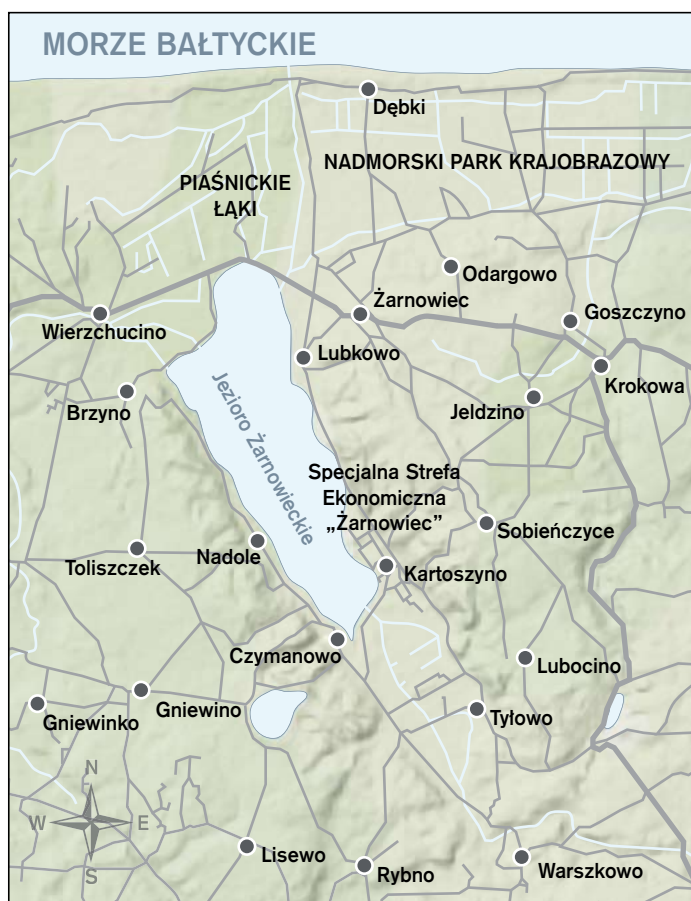 MORZE BAŁTYCKIE
Dębki
NADMORSKI PARK KRAJOBRAZOWY
PIAŚNICKIE
ŁĄKI
Odargowo
Żarnowiec
Goszczyno
Wierzchucino
Lubkowo
Krokowa
Brzyno
Jeldzino
Jezioro Żarnowieckie
Specjalna Strefa
Ekonomiczna
„Żarnowiec”
Sobieńczyce
Nadole
Toliszczek
Kartoszyno
Czymanowo
Lubocino
Gniewino
Gniewinko
Tyłowo
N
W
E
S
Lisewo
Rybno
Warszkowo